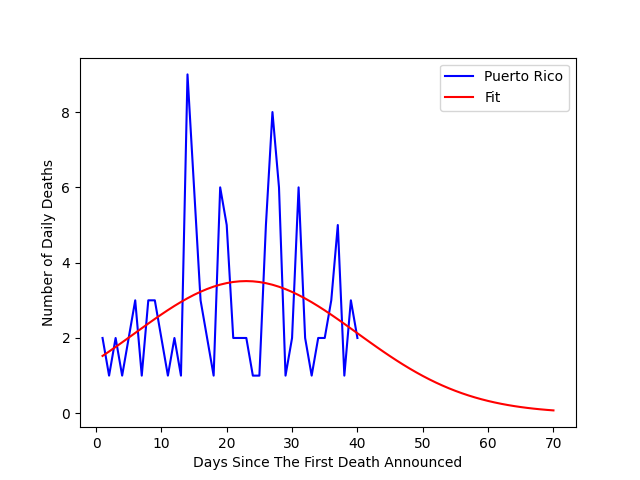 Puerto Rico
Fit
Number of Daily Deaths
8
6
4
2
0
0 10 20 30 40 50 60 70
Days Since The First Death Announced